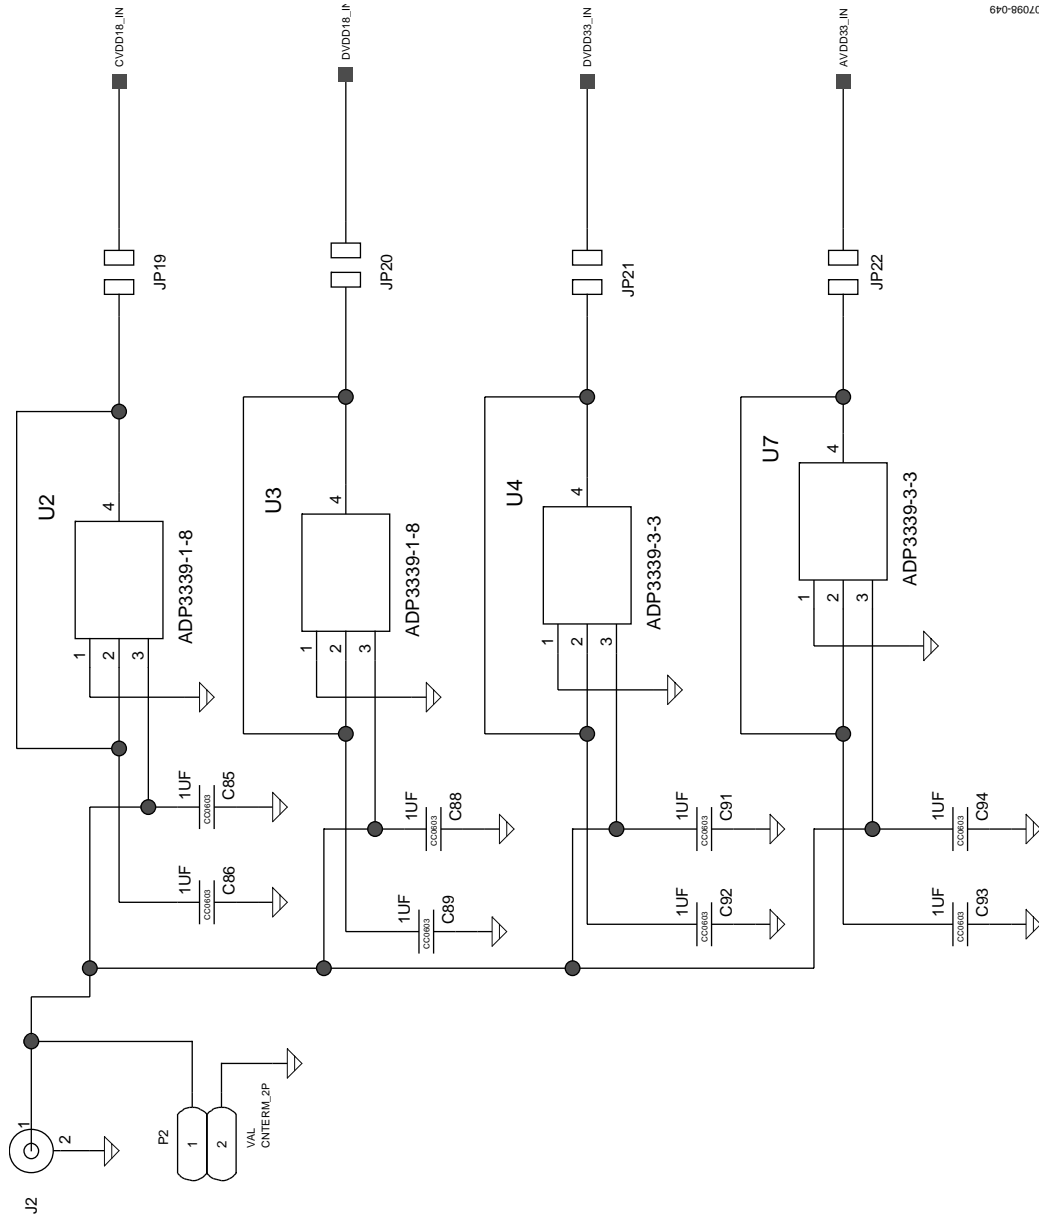 CVDD18_IN
DVDD18_IN
DVDD33_IN
AVDD33_IN
07098-049
JP19
JP20
JP21
JP22
U2
4
ADP3339-1-8
1
2
3
U3
4
ADP3339-1-8
1
2
3
U4
4
ADP3339-3-3
1
2
3
U7
4
ADP3339-3-3
1
2
3
1UF
CC0603
C85
1UF
CC0603
C86
1UF
CC0603
C88
1UF
CC0603
C89
1UF
CC0603
C91
1UF
CC0603
C92
1UF
CC0603
C94
1UF
CC0603
C93
J2
1
2
P2
1
2
VAL
CNTERM_2P